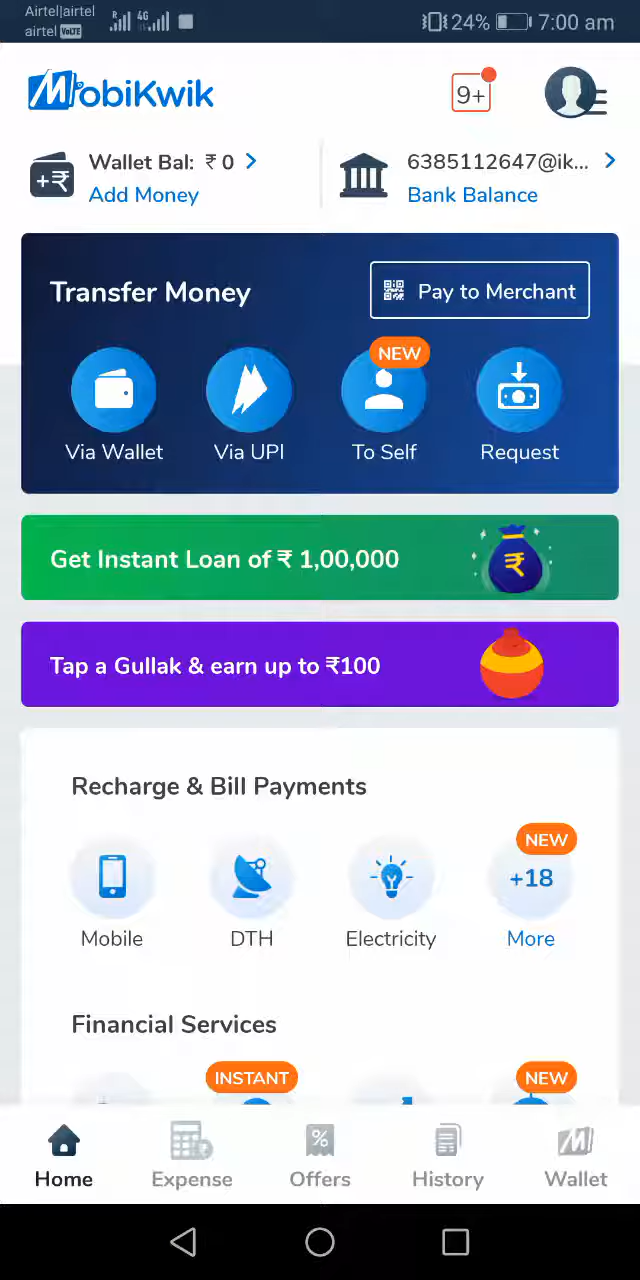 Airtel|airtel
airtel VoLTE
R 4G 24% 7:00 am
MobiKwik
9+
Wallet Bal: ₹ 0
Add Money
6385112647@ik...
Bank Balance
Transfer Money
Pay to Merchant
NEW
Via Wallet
Via UPI
To Self
Request
Get Instant Loan of ₹ 1,00,000
₹
Tap a Gullak & earn up to ₹100
Recharge & Bill Payments
NEW
+18
Mobile
DTH
Electricity
More
Financial Services
INSTANT
NEW
Home
Expense
Offers
History
Wallet